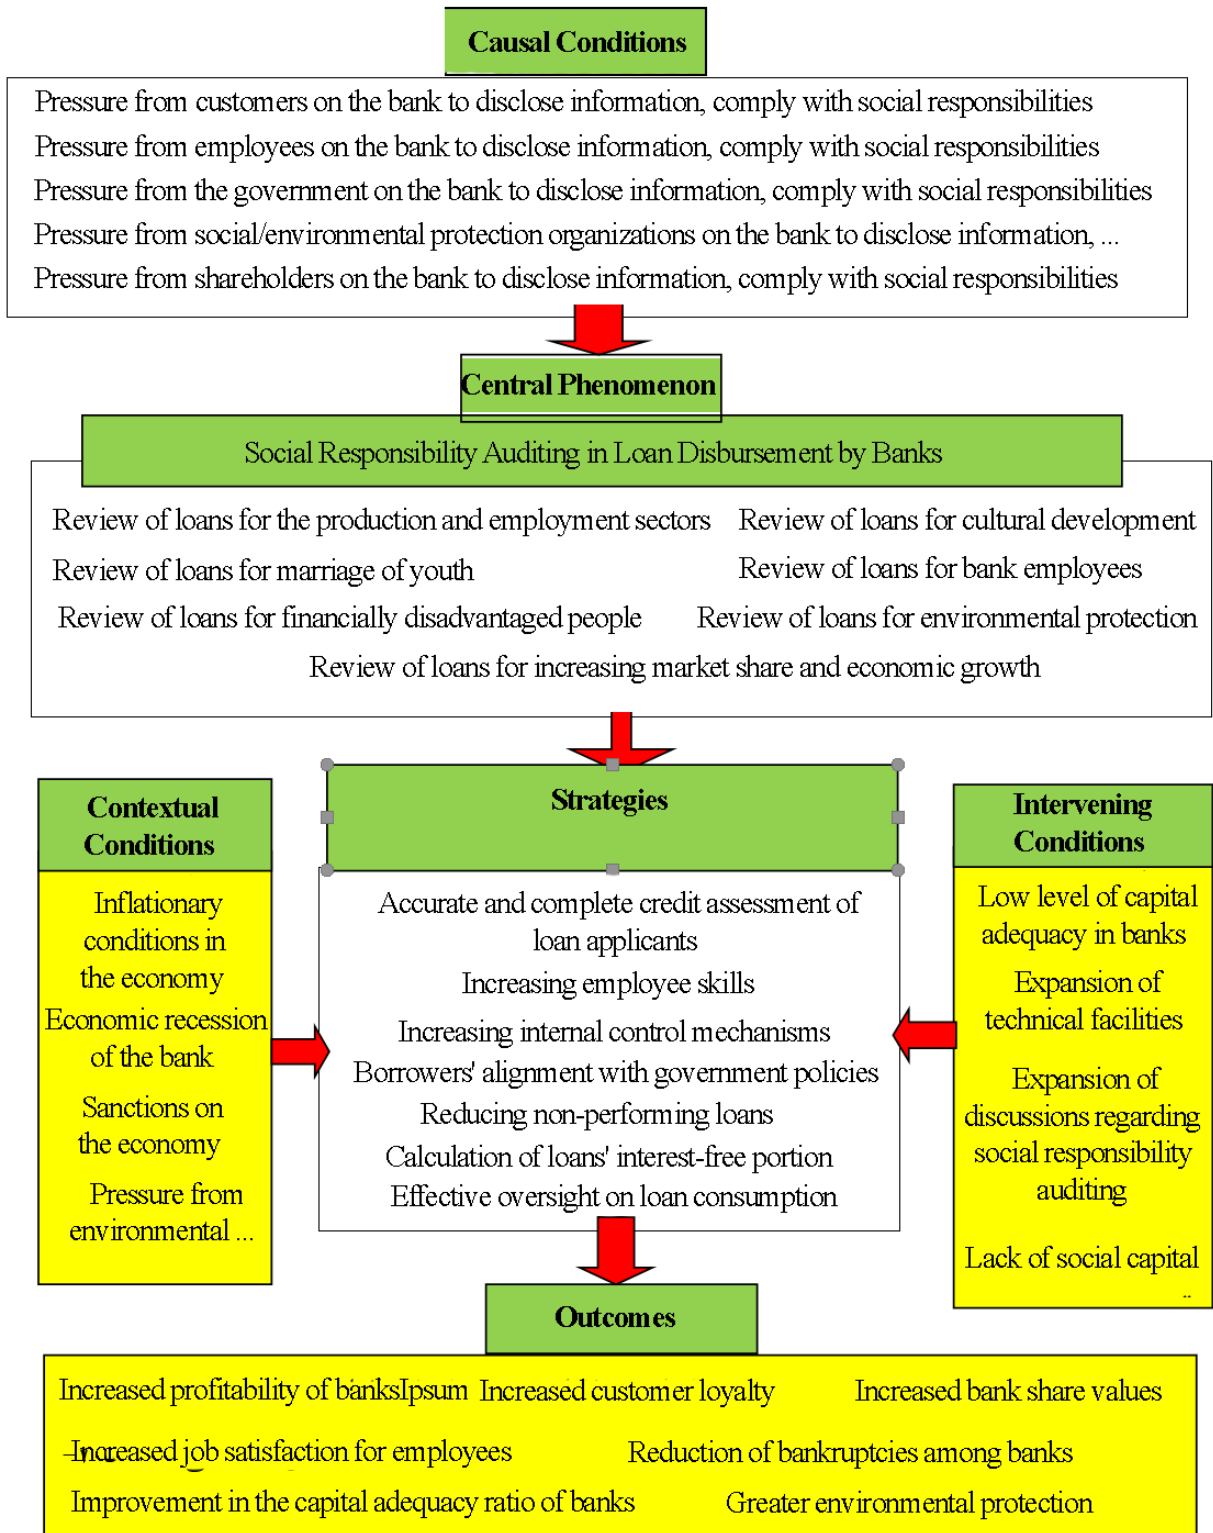 Causal Conditions
Pressure from customers on the bank to disclose information, comply with social responsibilities
Pressure from employees on the bank to disclose information, comply with social responsibilities
Pressure from the government on the bank to disclose information, comply with social responsibilities
Pressure from social/environmental protection organizations on the bank to disclose information, ...
Pressure from shareholders on the bank to disclose information, comply with social responsibilities
Central Phenomenon
Social Responsibility Auditing in Loan Disbursement by Banks
Review of loans for the production and employment sectors
Review of loans for cultural development
Review of loans for marriage of youth
Review of loans for bank employees
Review of loans for financially disadvantaged people
Review of loans for environmental protection
Review of loans for increasing market share and economic growth
Contextual
Conditions
Inflationary
conditions in
the economy
Economic recession
of the bank
Sanctions on
the economy
Pressure from
environmental ...
Strategies
Accurate and complete credit assessment of
loan applicants
Increasing employee skills
Increasing internal control mechanisms
Borrowers' alignment with government policies
Reducing non-performing loans
Calculation of loans' interest-free portion
Effective oversight on loan consumption
Intervening
Conditions
Low level of capital
adequacy in banks
Expansion of
technical facilities
Expansion of
discussions regarding
social responsibility
auditing
Lack of social capital
..
Outcomes
Increased profitability of banksIpsum
Increased customer loyalty
Increased bank share values
Increased job satisfaction for employees
Reduction of bankruptcies among banks
Improvement in the capital adequacy ratio of banks
Greater environmental protection